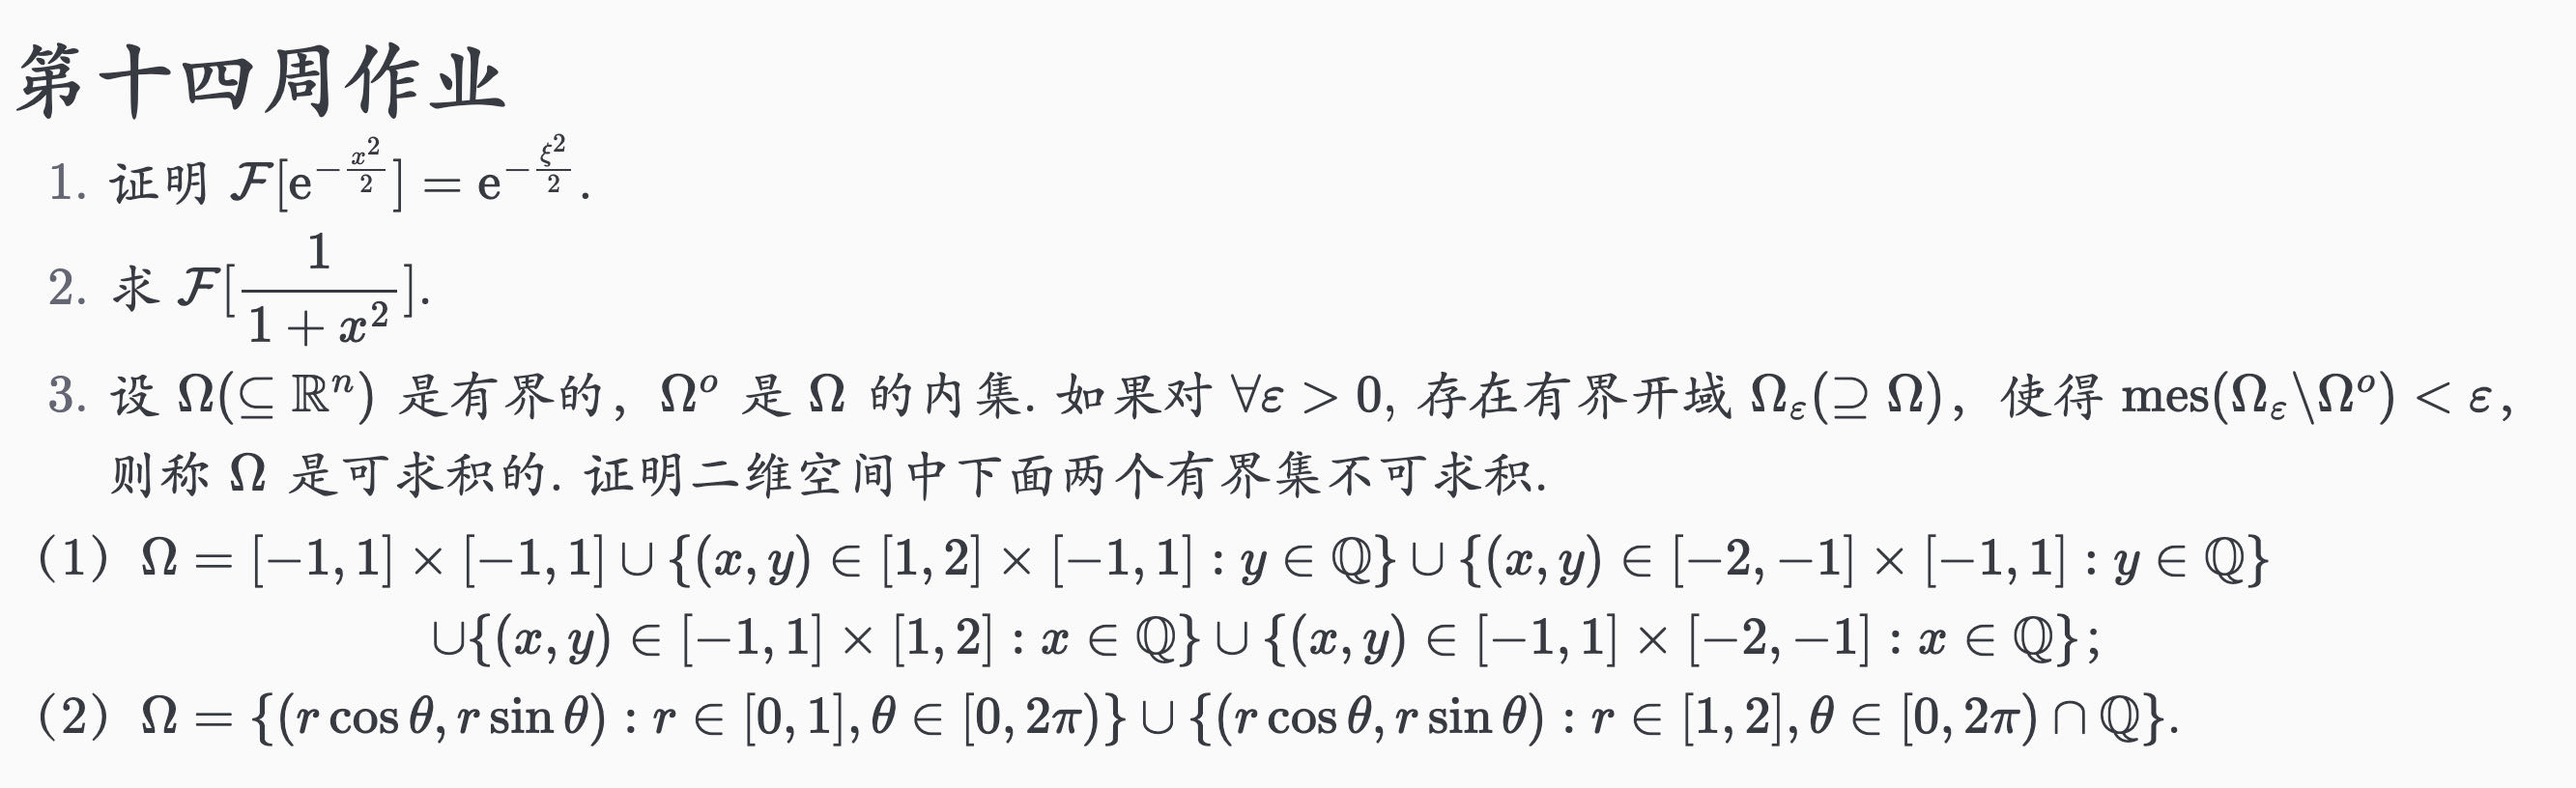 第十四周作业
1. 证明 $\mathcal{F}[\mathrm{e}^{-\frac{x^2}{2}}] = \mathrm{e}^{-\frac{\xi^2}{2}}$.
2. 求 $\mathcal{F}[\frac{1}{1+x^2}]$.
3. 设 $\Omega(\subseteq \mathbb{R}^n)$ 是有界的，$\Omega^o$ 是 $\Omega$ 的内集. 如果对 $\forall \varepsilon > 0$, 存在有界开域 $\Omega_\varepsilon(\supseteq \Omega)$，使得 $\mathrm{mes}(\Omega_\varepsilon \backslash \Omega^o) < \varepsilon$,
则称 $\Omega$ 是可求积的. 证明二维空间中下面两个有界集不可求积.
(1) $\Omega = [-1,1] \times [-1,1] \cup \{(x,y) \in [1,2] \times [-1,1] : y \in \mathbb{Q}\} \cup \{(x,y) \in [-2,-1] \times [-1,1] : y \in \mathbb{Q}\}$
$\cup \{(x,y) \in [-1,1] \times [1,2] : x \in \mathbb{Q}\} \cup \{(x,y) \in [-1,1] \times [-2,-1] : x \in \mathbb{Q}\}$;
(2) $\Omega = \{(r\cos\theta, r\sin\theta) : r \in [0,1], \theta \in [0,2\pi)\} \cup \{(r\cos\theta, r\sin\theta) : r \in [1,2], \theta \in [0,2\pi) \cap \mathbb{Q}\}$.